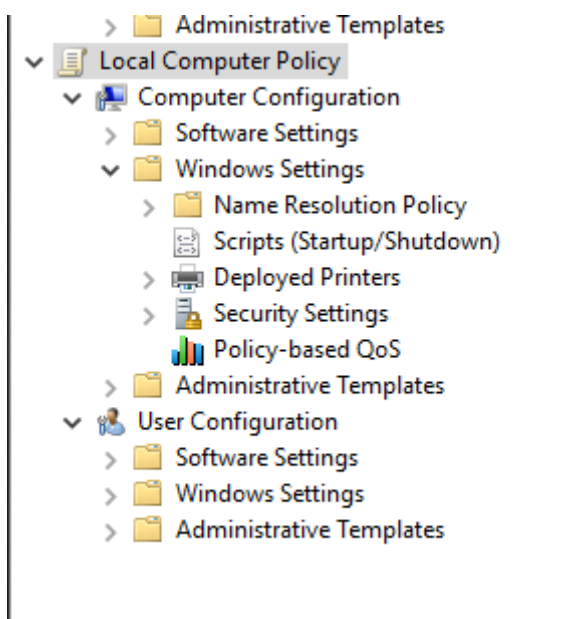 Administrative Templates
Local Computer Policy
Computer Configuration
Software Settings
Windows Settings
Name Resolution Policy
Scripts (Startup/Shutdown)
Deployed Printers
Security Settings
Policy-based QoS
Administrative Templates
User Configuration
Software Settings
Windows Settings
Administrative Templates